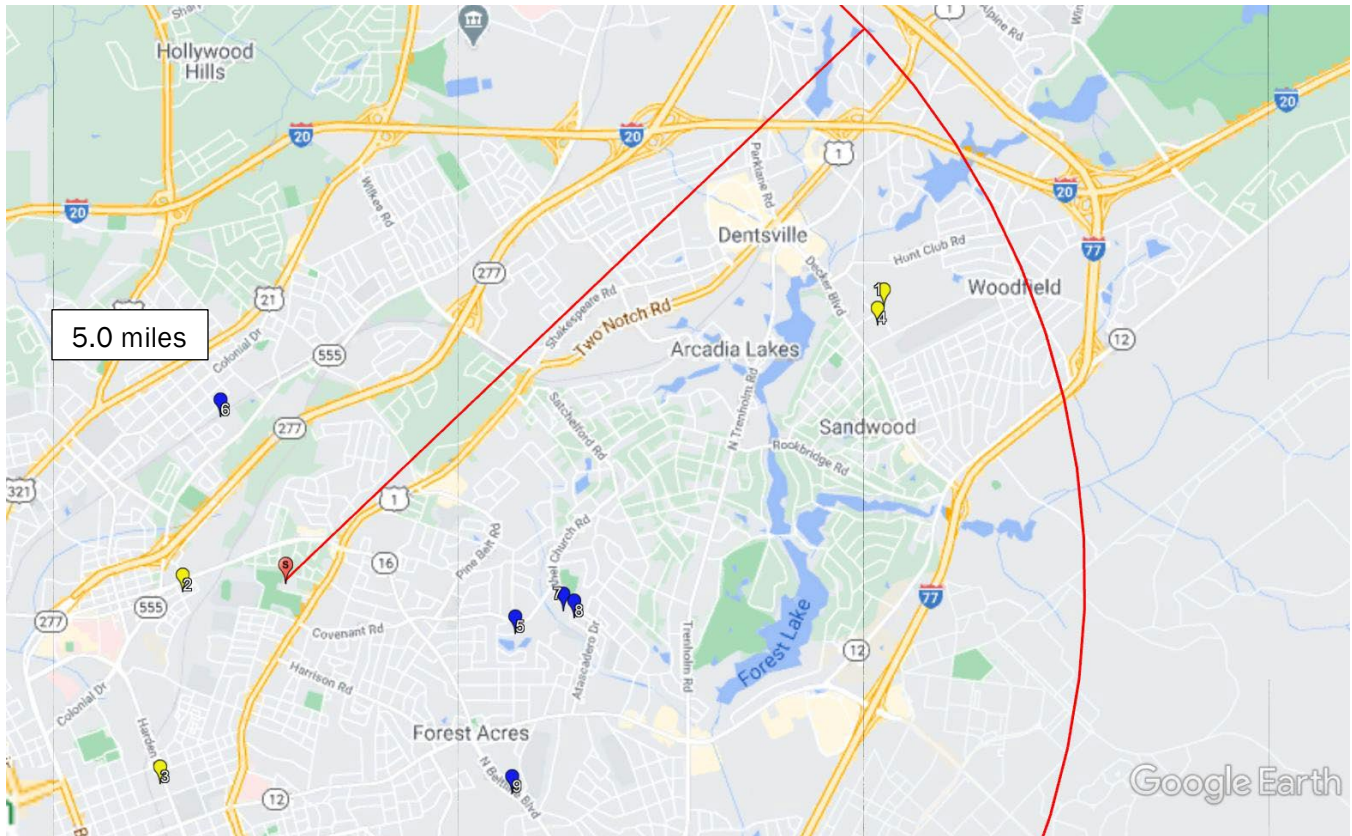 1
Alpine Rd
Hollywood
Hills
20
20
20
1
Parklane Rd
Wilkes Rd
20
20
77
Dentsville
Hunt Club Rd
Decker Blvd
277
21
Woodfield
1
4
Shakespeare Rd
Two Notch Rd
5.0 miles
Colonial Dr
555
12
Arcadia Lakes
N Trenholm Rd
6
Satchelford Rd
277
Sandwood
Rockbridge Rd
321
1
Pine Belt Rd
S
16
2
555
7
8
5
77
277
Covenant Rd
Atascadero Dr
Trenholm Rd
Forest Lake
12
Harrison Rd
Colonial Dr
Harden
Forest Acres
3
9
N Beltline Blvd
12
Google Earth